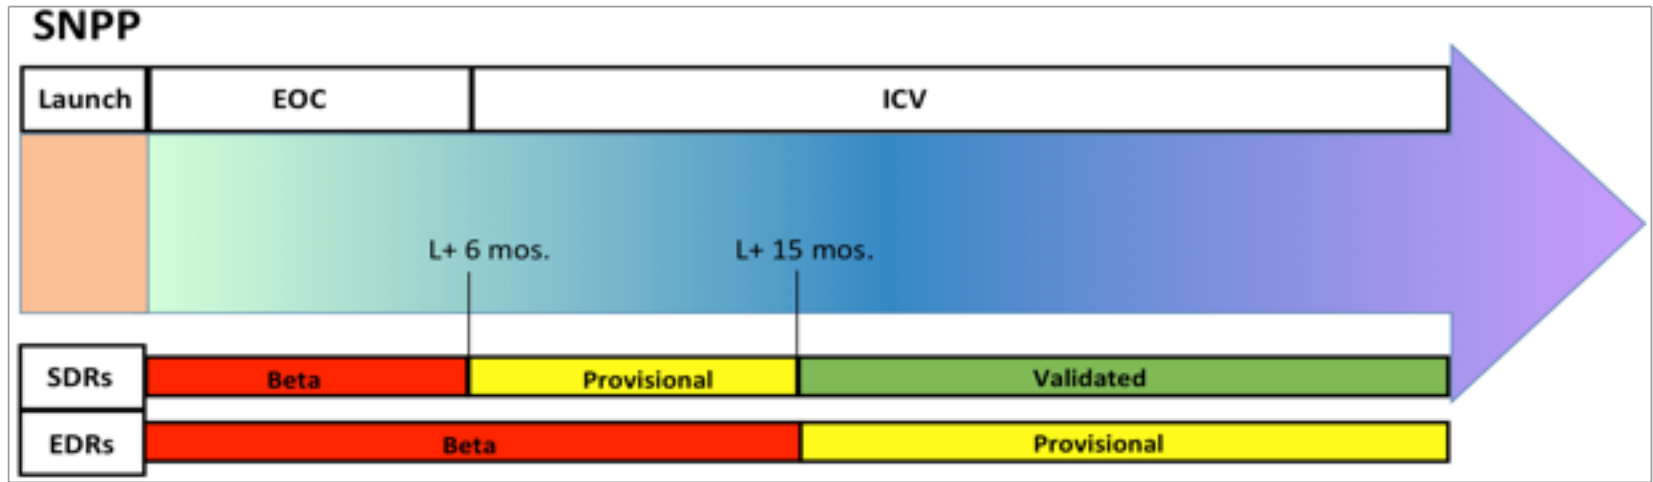 SNPP
Launch EOC ICV
L+ 6 mos. L+ 15 mos.
SDRs Beta Provisional Validated
EDRs Beta Provisional